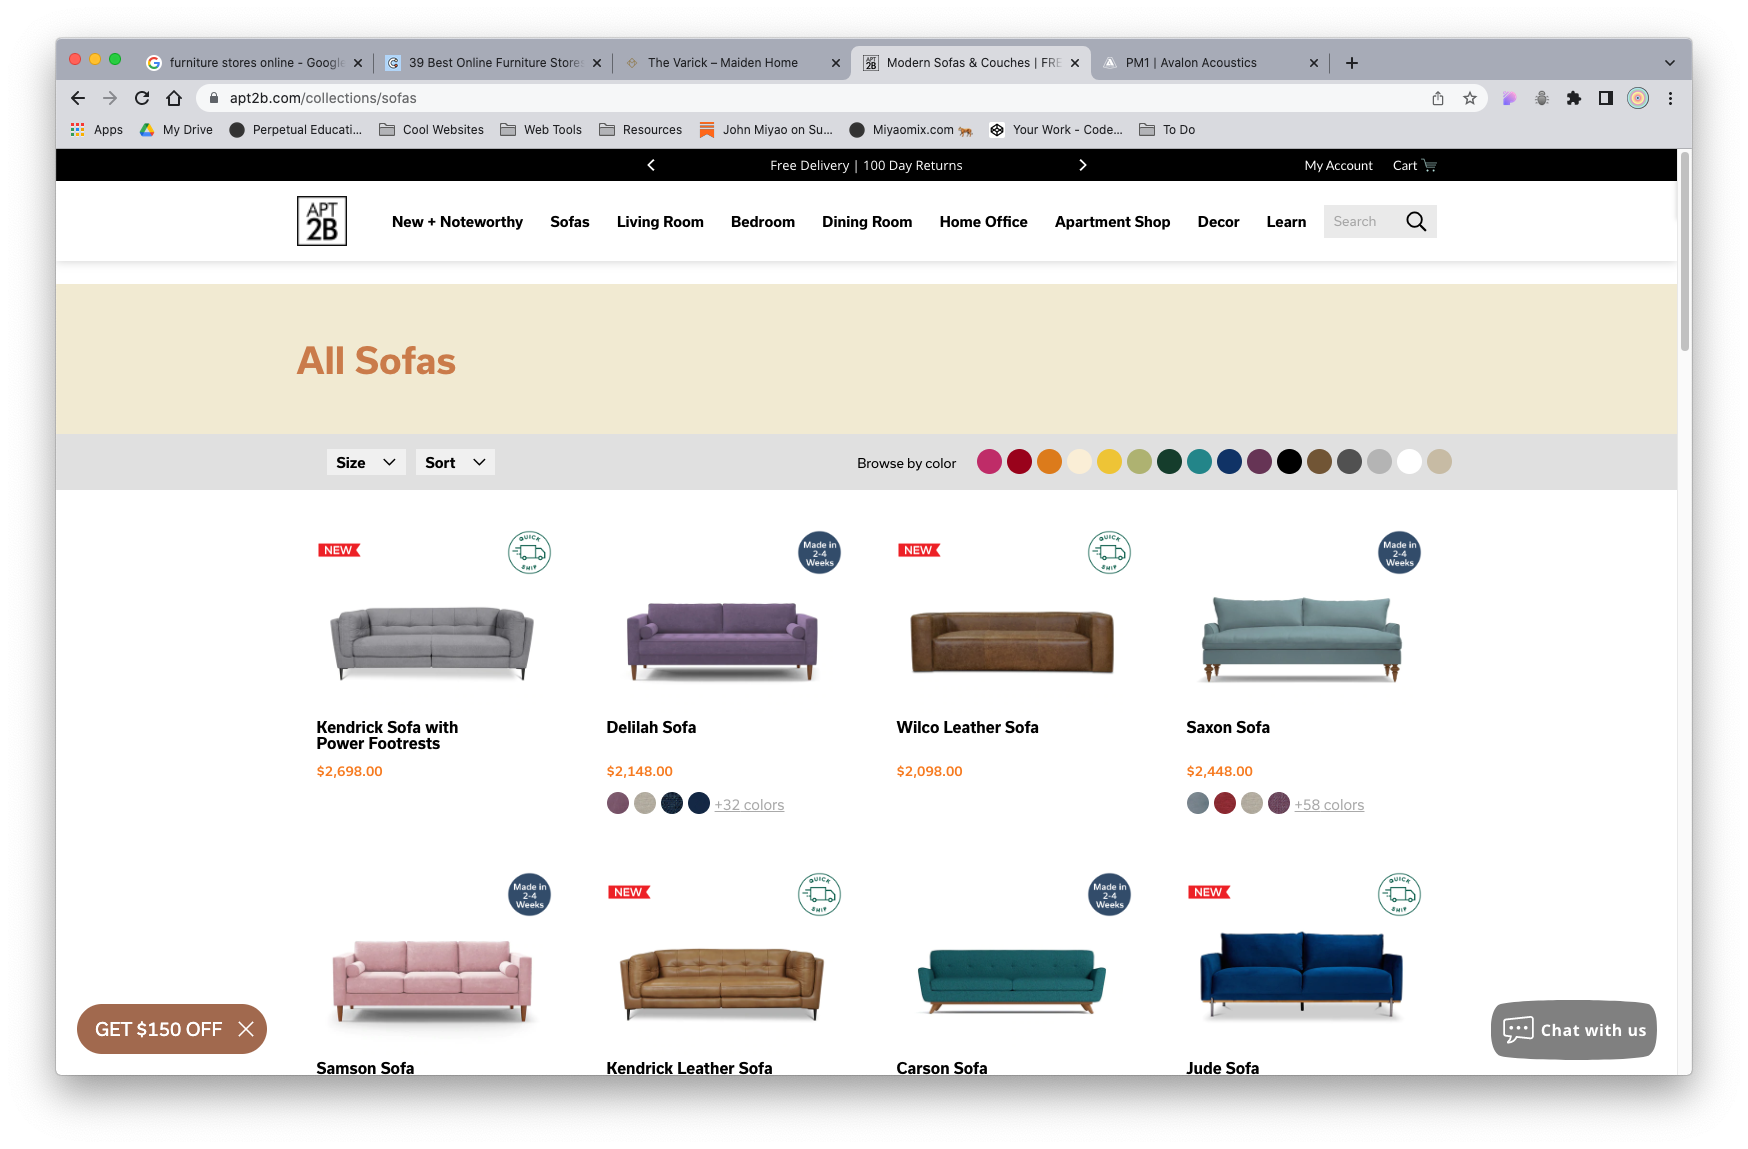 furniture stores online - Google
39 Best Online Furniture Stores
The Varick – Maiden Home
Modern Sofas & Couches | FRE
PM1 | Avalon Acoustics
apt2b.com/collections/sofas
Apps
My Drive
Perpetual Educati...
Cool Websites
Web Tools
Resources
John Miyao on Su...
Miyaomix.com
Your Work - Code...
To Do
Free Delivery | 100 Day Returns
My Account
Cart
APT
2B
New + Noteworthy
Sofas
Living Room
Bedroom
Dining Room
Home Office
Apartment Shop
Decor
Learn
Search
All Sofas
Size
Sort
Browse by color
NEW
QUICK
SHIP
Made in
2-4
Weeks
NEW
QUICK
SHIP
Made in
2-4
Weeks
Kendrick Sofa with
Power Footrests
$2,698.00
Delilah Sofa
$2,148.00
+32 colors
Wilco Leather Sofa
$2,098.00
Saxon Sofa
$2,448.00
+58 colors
Made in
2-4
Weeks
NEW
QUICK
SHIP
Made in
2-4
Weeks
NEW
QUICK
SHIP
Samson Sofa
Kendrick Leather Sofa
Carson Sofa
Jude Sofa
GET $150 OFF
Chat with us